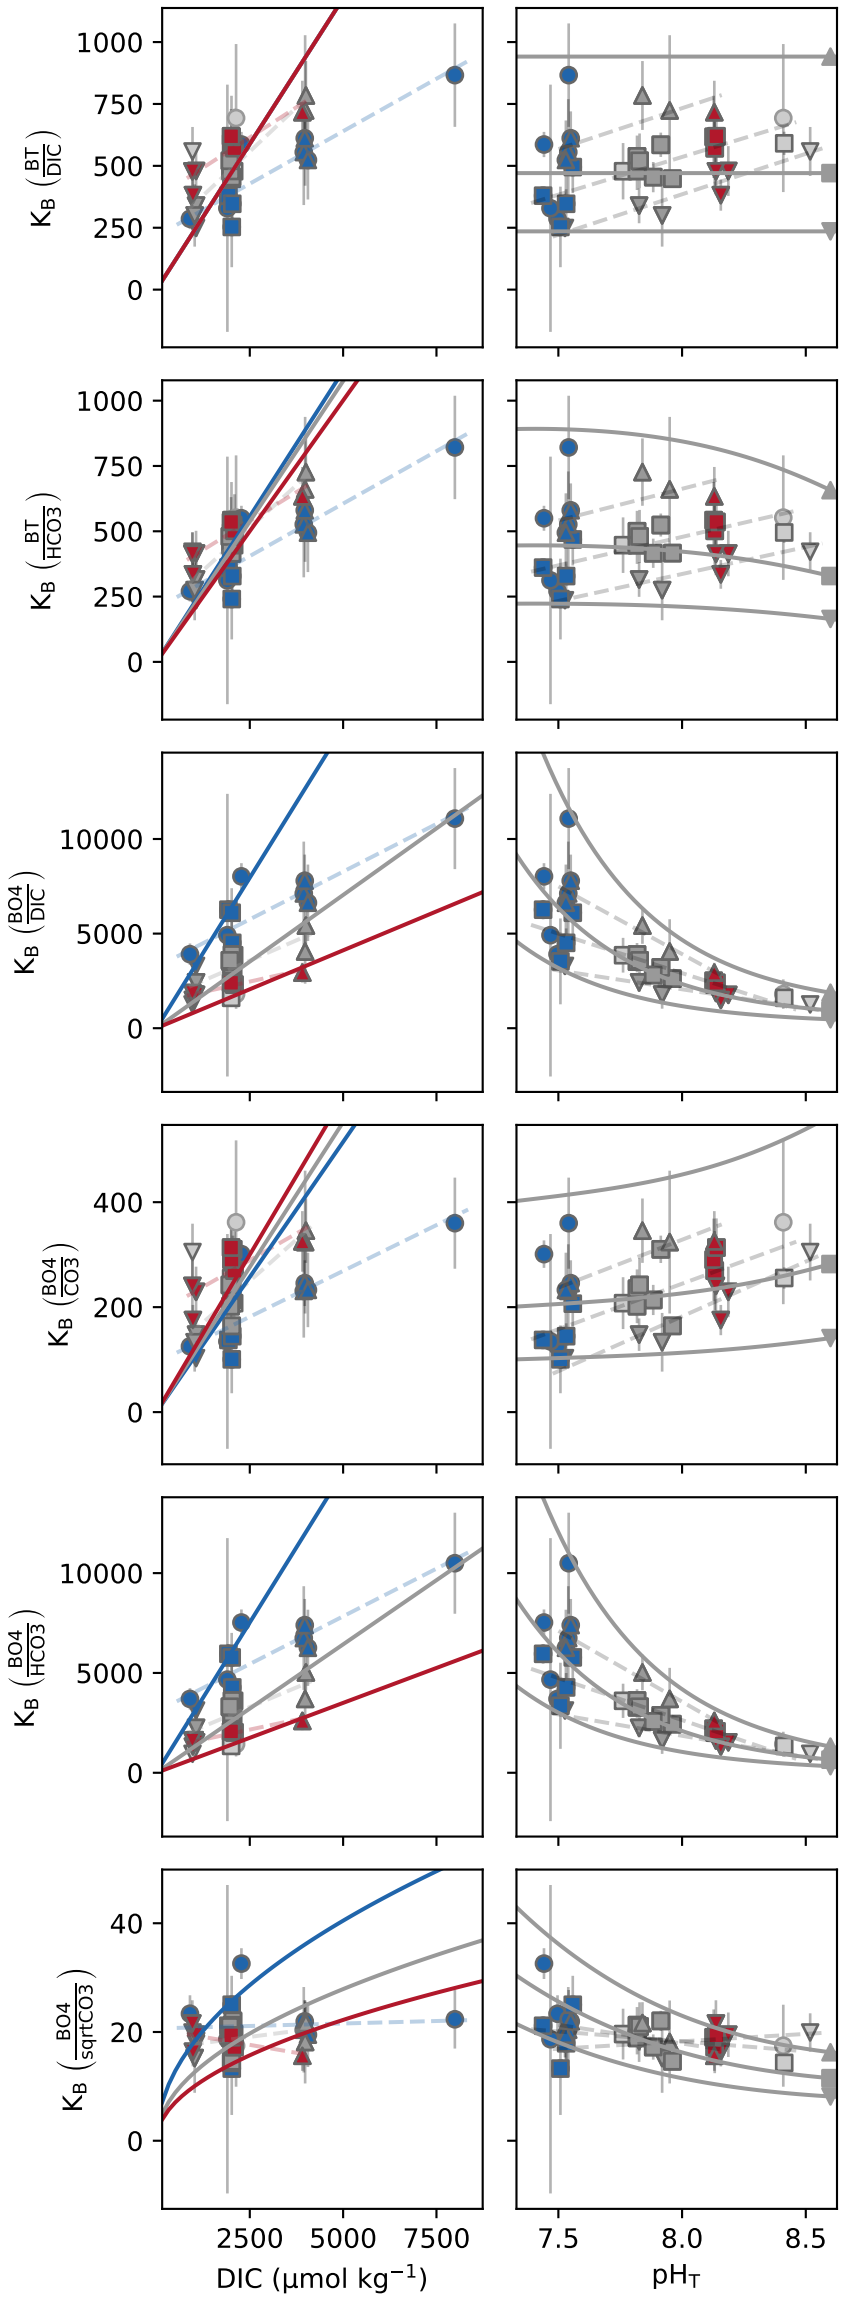 1000
750
500
250
0
K_B (BT/DIC)
1000
750
500
250
0
K_B (BT/HCO3)
10000
5000
0
K_B (BO4/DIC)
400
200
0
K_B (BO4/CO3)
10000
5000
0
K_B (BO4/HCO3)
40
20
0
K_B (BO4/sqrtCO3)
2500 5000 7500
DIC (μmol kg⁻¹)
7.5 8.0 8.5
pH_T